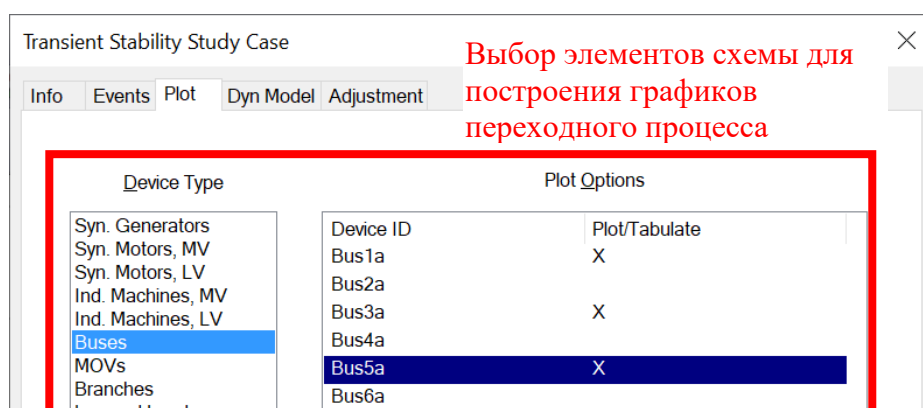 Transient Stability Study Case
Выбор элементов схемы для
построения графиков
переходного процесса
Info Events Plot Dyn Model Adjustment
Device Type
Plot Options
Syn. Generators
Syn. Motors, MV
Syn. Motors, LV
Ind. Machines, MV
Ind. Machines, LV
Buses
MOVs
Branches
Device ID Plot/Tabulate
Bus1a X
Bus2a
Bus3a X
Bus4a
Bus5a X
Bus6a